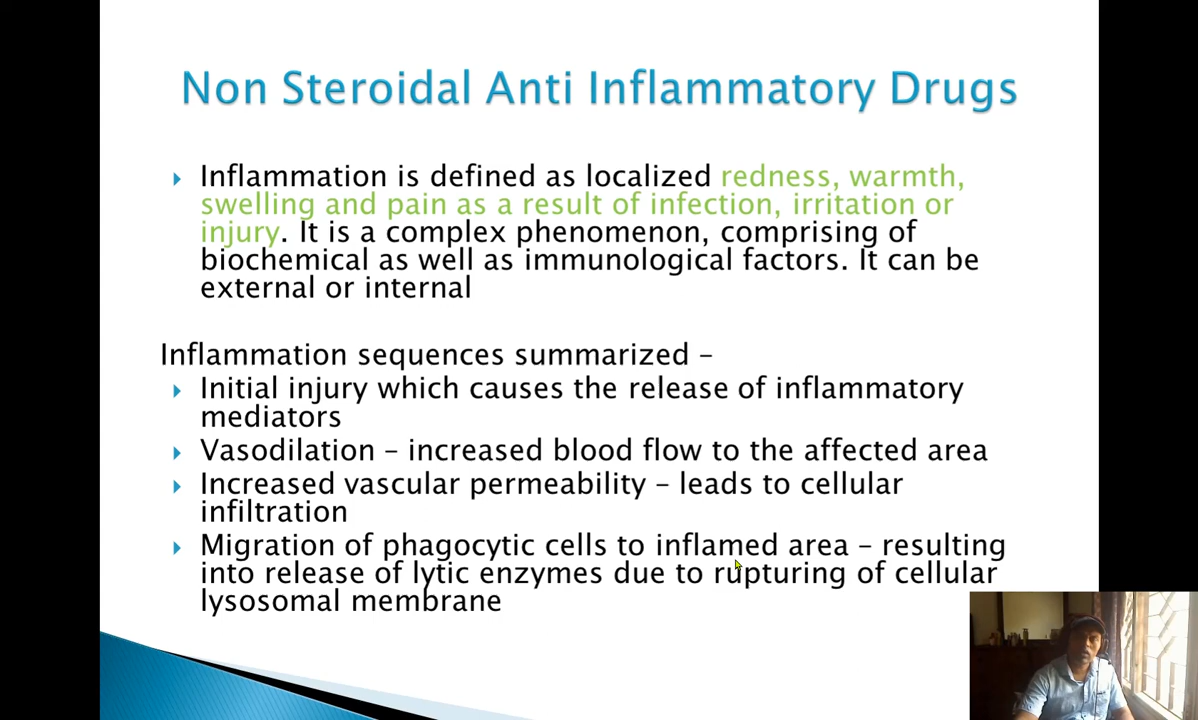 Non Steroidal Anti Inflammatory Drugs
Inflammation is defined as localized redness, warmth,
swelling and pain as a result of infection, irritation or
injury. It is a complex phenomenon, comprising of
biochemical as well as immunological factors. It can be
external or internal
Inflammation sequences summarized –
Initial injury which causes the release of inflammatory
mediators
Vasodilation – increased blood flow to the affected area
Increased vascular permeability – leads to cellular
infiltration
Migration of phagocytic cells to inflamed area – resulting
into release of lytic enzymes due to rupturing of cellular
lysosomal membrane